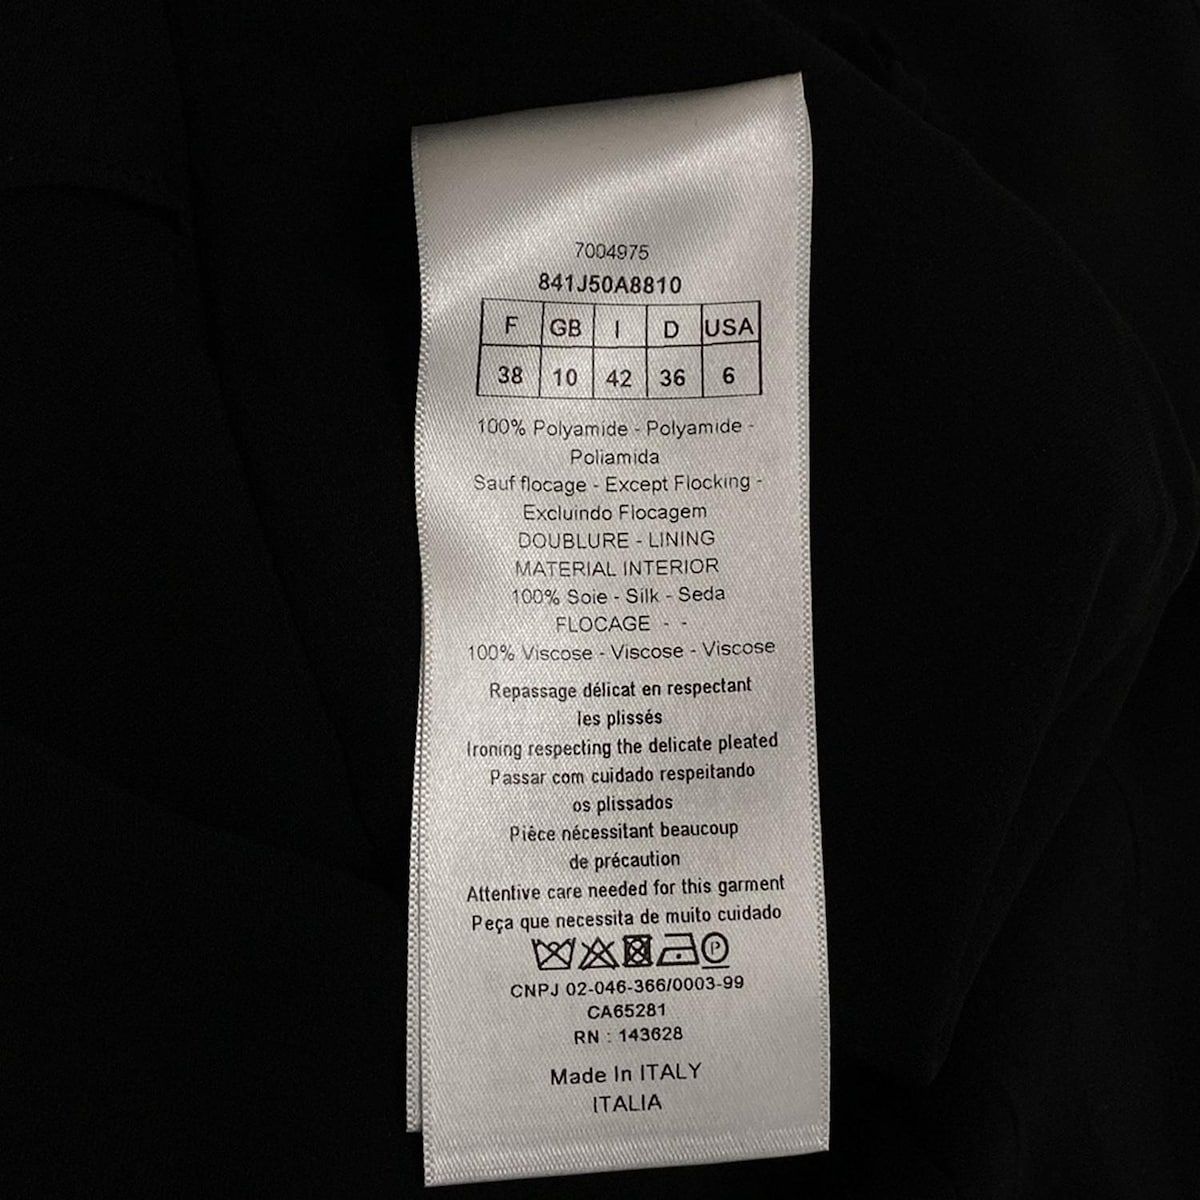 7004975
841J50A8810
F GB I D USA
38 10 42 36 6
100% Polyamide - Polyamide -
Poliamida
Sauf flocage - Except Flocking -
Excluindo Flocagem
DOUBLURE - LINING
MATERIAL INTERIOR
100% Soie - Silk - Seda
FLOCAGE - -
100% Viscose - Viscose - Viscose
Repassage délicat en respectant
les plissés
Ironing respecting the delicate pleated
Passar com cuidado respeitando
os plissados
Pièce nécessitant beaucoup
de précaution
Attentive care needed for this garment
Peça que necessita de muito cuidado
P
CNPJ 02-046-366/0003-99
CA65281
RN : 143628
Made In ITALY
ITALIA